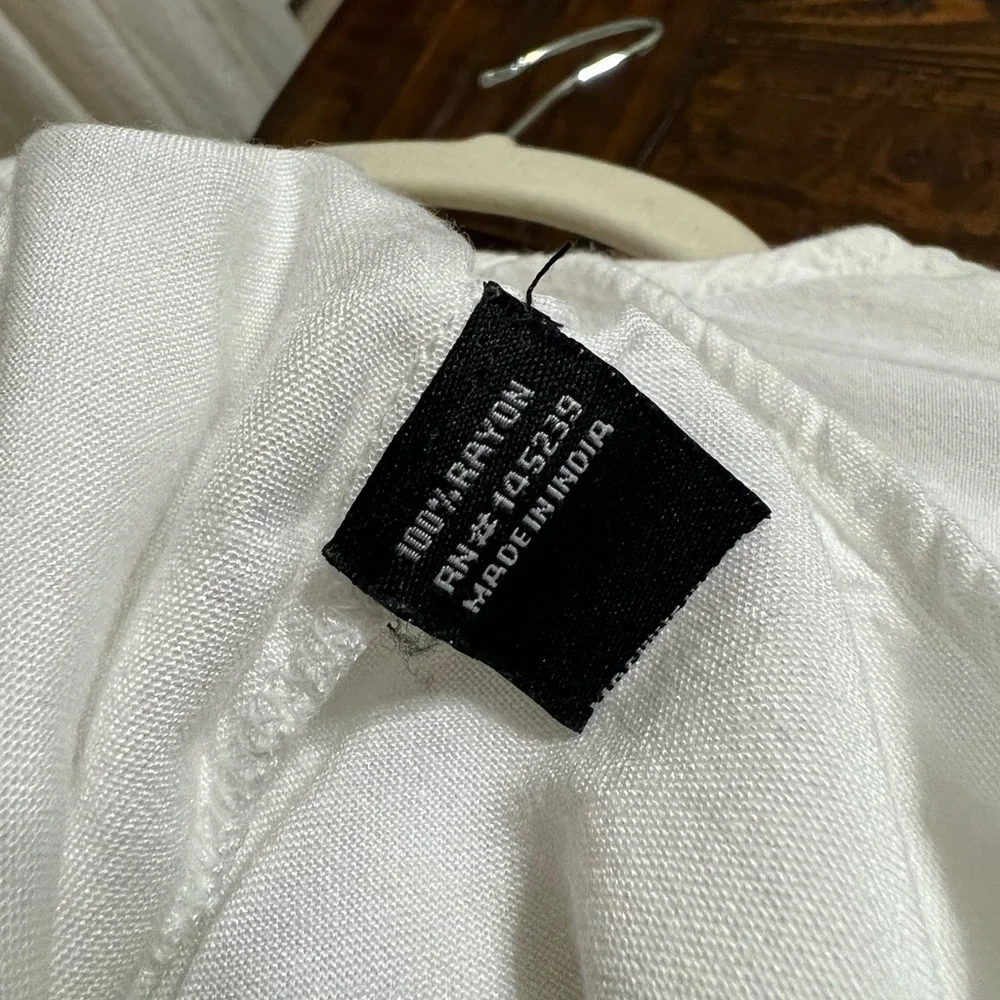 100% RAYON
RN # 145239
MADE IN INDIA